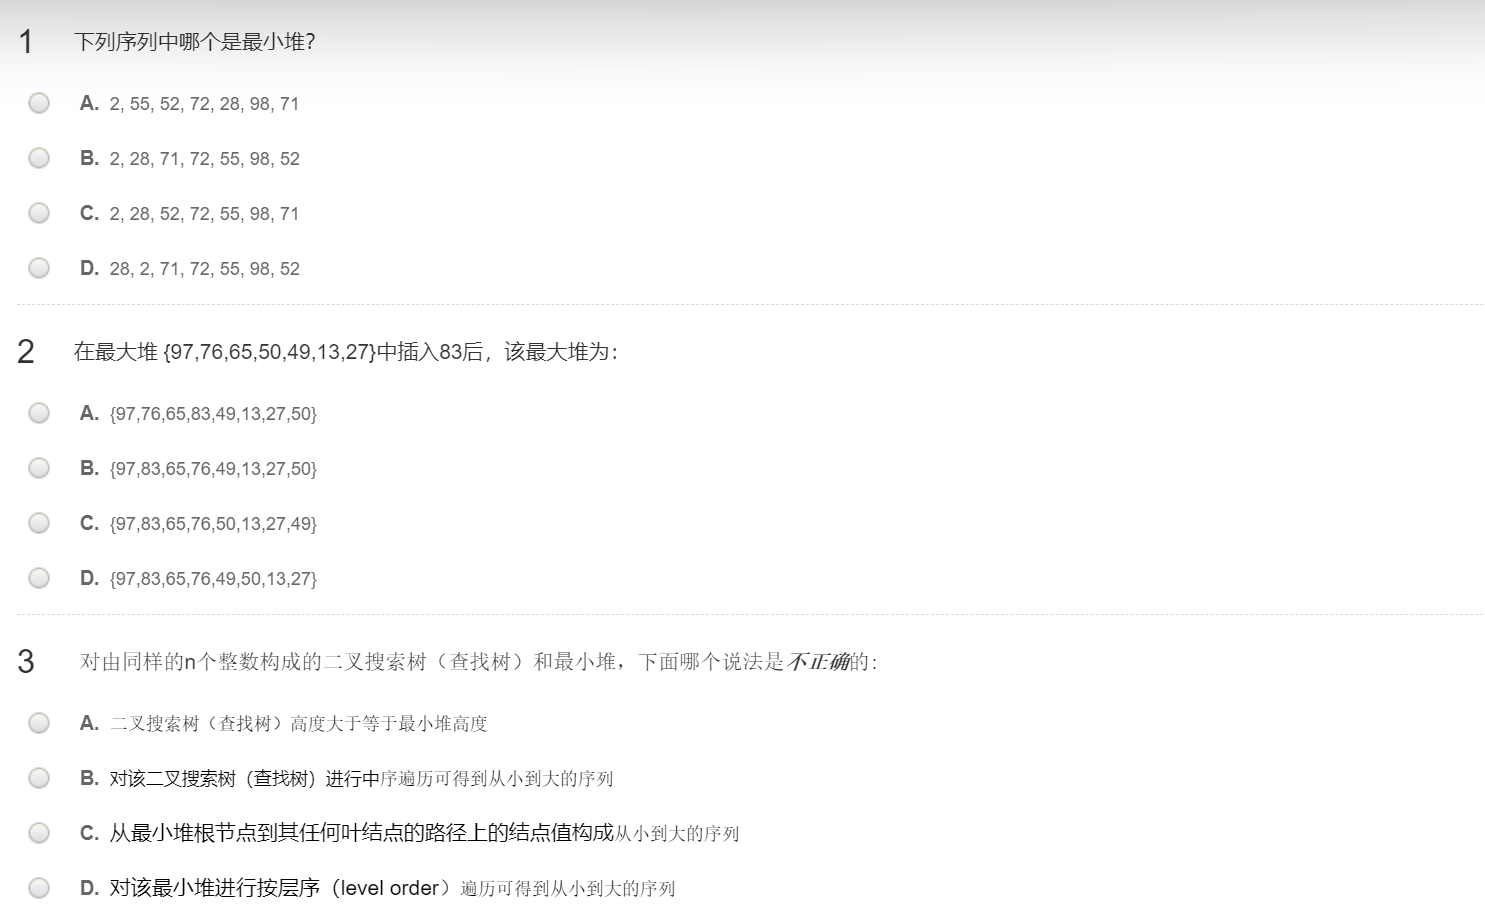 1 下列序列中哪个是最小堆?
A. 2, 55, 52, 72, 28, 98, 71
B. 2, 28, 71, 72, 55, 98, 52
C. 2, 28, 52, 72, 55, 98, 71
D. 28, 2, 71, 72, 55, 98, 52
2 在最大堆 {97,76,65,50,49,13,27}中插入83后，该最大堆为：
A. {97,76,65,83,49,13,27,50}
B. {97,83,65,76,49,13,27,50}
C. {97,83,65,76,50,13,27,49}
D. {97,83,65,76,49,50,13,27}
3 对由同样的n个整数构成的二叉搜索树（查找树）和最小堆，下面哪个说法是不正确的：
A. 二叉搜索树（查找树）高度大于等于最小堆高度
B. 对该二叉搜索树（查找树）进行中序遍历可得到从小到大的序列
C. 从最小堆根节点到其任何叶结点的路径上的结点值构成从小到大的序列
D. 对该最小堆进行按层序（level order）遍历可得到从小到大的序列